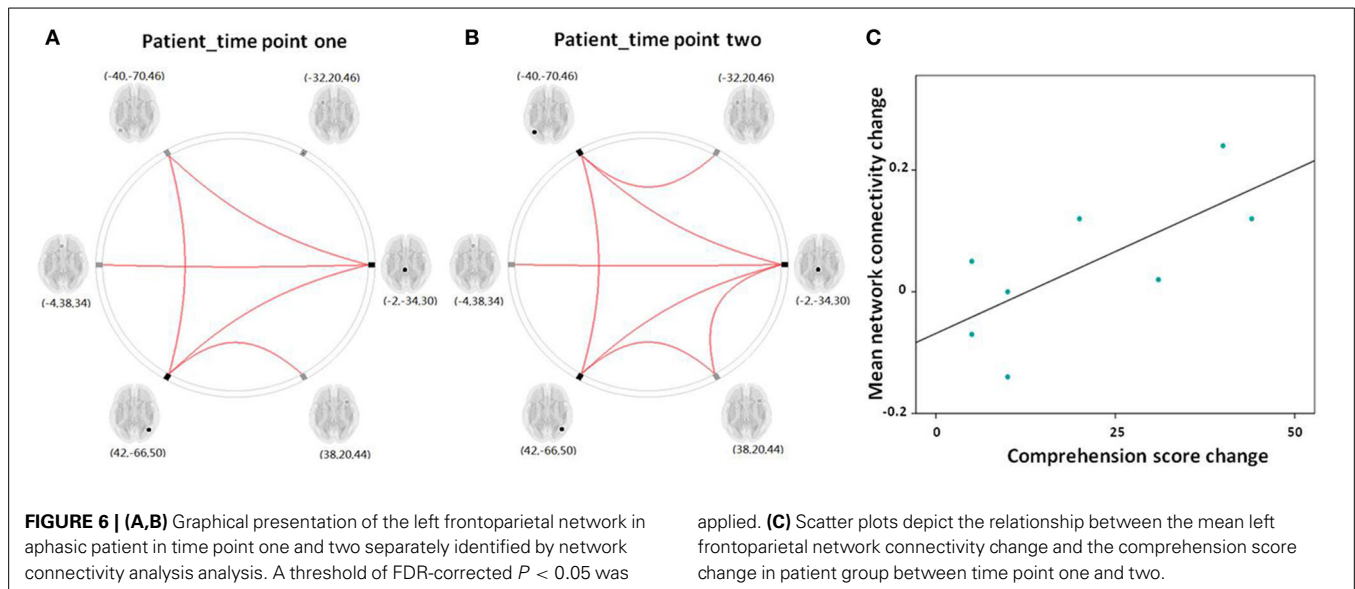 A
Patient_time point one
(-40,-70,46)
(-32,20,46)
(-4,38,34)
(-2,-34,30)
(42,-66,50)
(38,20,44)
B
Patient_time point two
(-40,-70,46)
(-32,20,46)
(-4,38,34)
(-2,-34,30)
(42,-66,50)
(38,20,44)
C
Mean network connectivity change
0.2
0
-0.2
0
25
50
Comprehension score change
FIGURE 6 | (A,B) Graphical presentation of the left frontoparietal network in
aphasic patient in time point one and two separately identified by network
connectivity analysis analysis. A threshold of FDR-corrected P < 0.05 was
applied. (C) Scatter plots depict the relationship between the mean left
frontoparietal network connectivity change and the comprehension score
change in patient group between time point one and two.